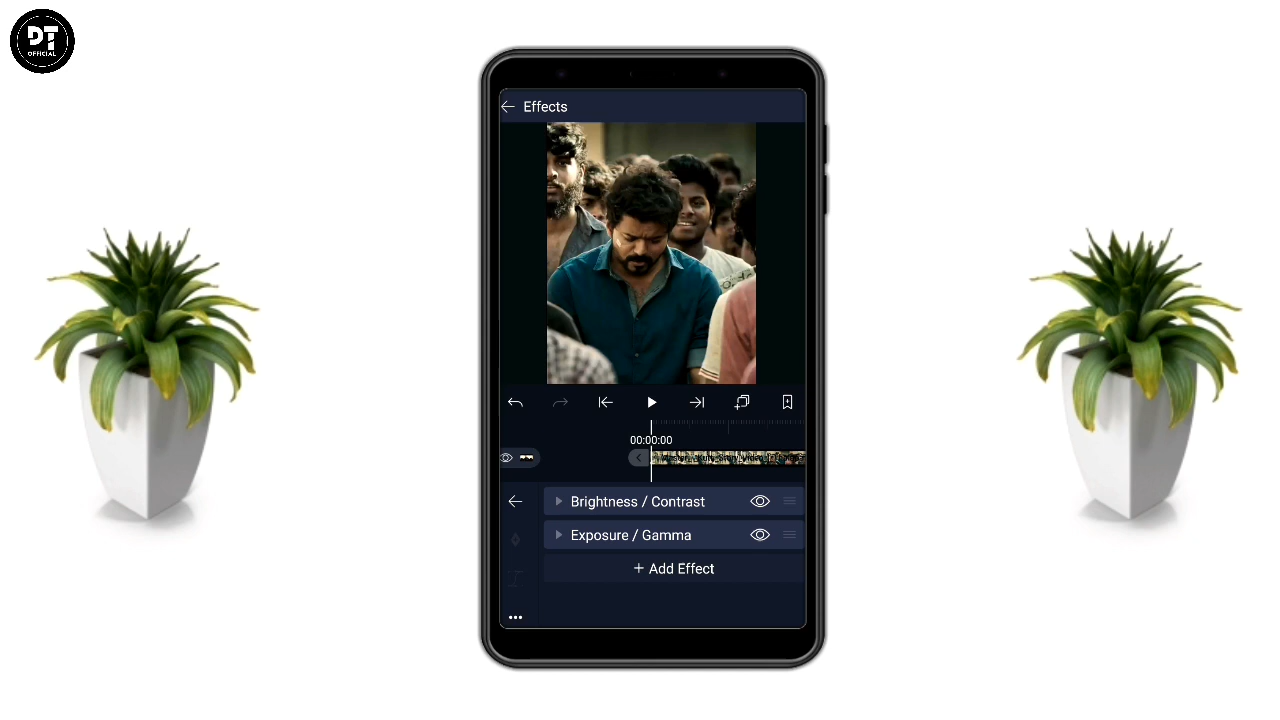 DT
OFFICIAL
Effects
00:00:00
Brightness / Contrast
Exposure / Gamma
+ Add Effect